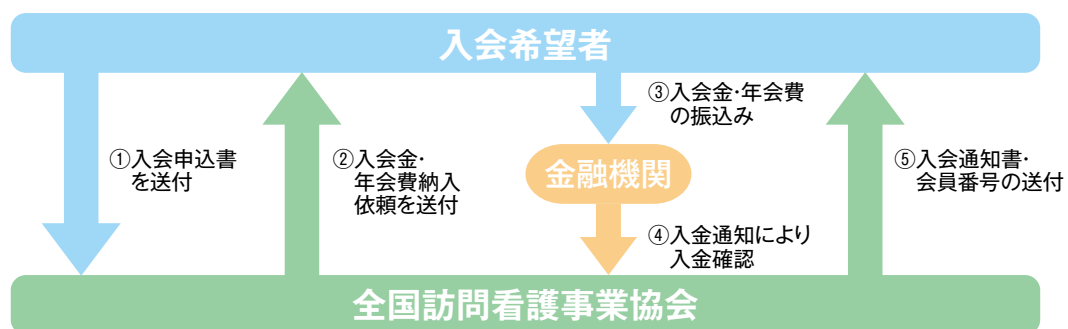 入会希望者
①入会申込書
を送付
②入会金・
年会費納入
依頼を送付
③入会金・年会費
の振込み
金融機関
④入金通知により
入金確認
⑤入会通知書・
会員番号の送付
全国訪問看護事業協会